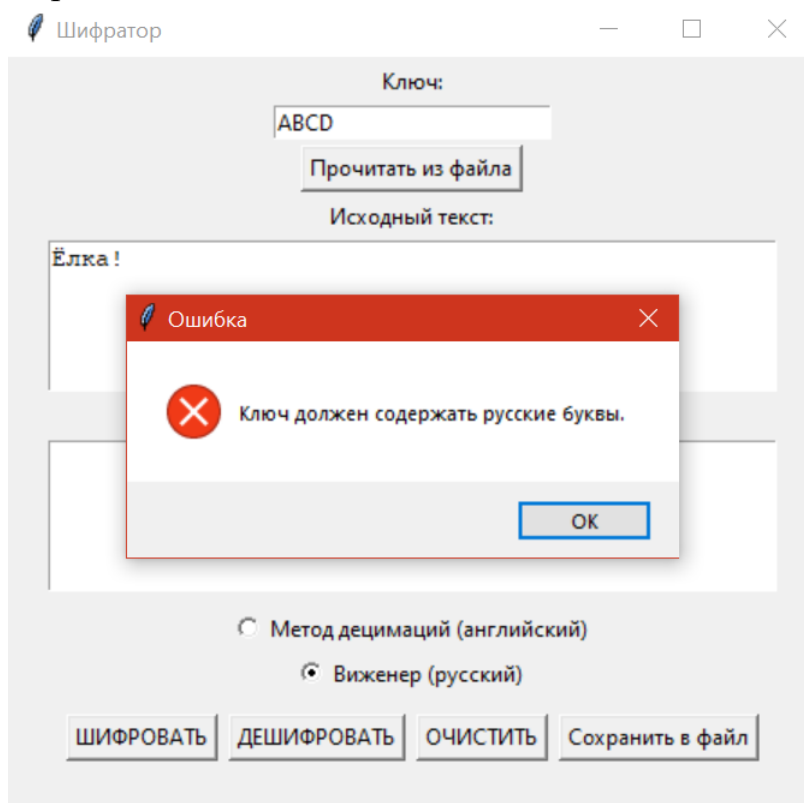 Шифратор
Ключ:
ABCD
Прочитать из файла
Исходный текст:
Ёлка!
Ошибка
Ключ должен содержать русские буквы.
ОК
Метод децимаций (английский)
Виженер (русский)
ШИФРОВАТЬ ДЕШИФРОВАТЬ ОЧИСТИТЬ Сохранить в файл